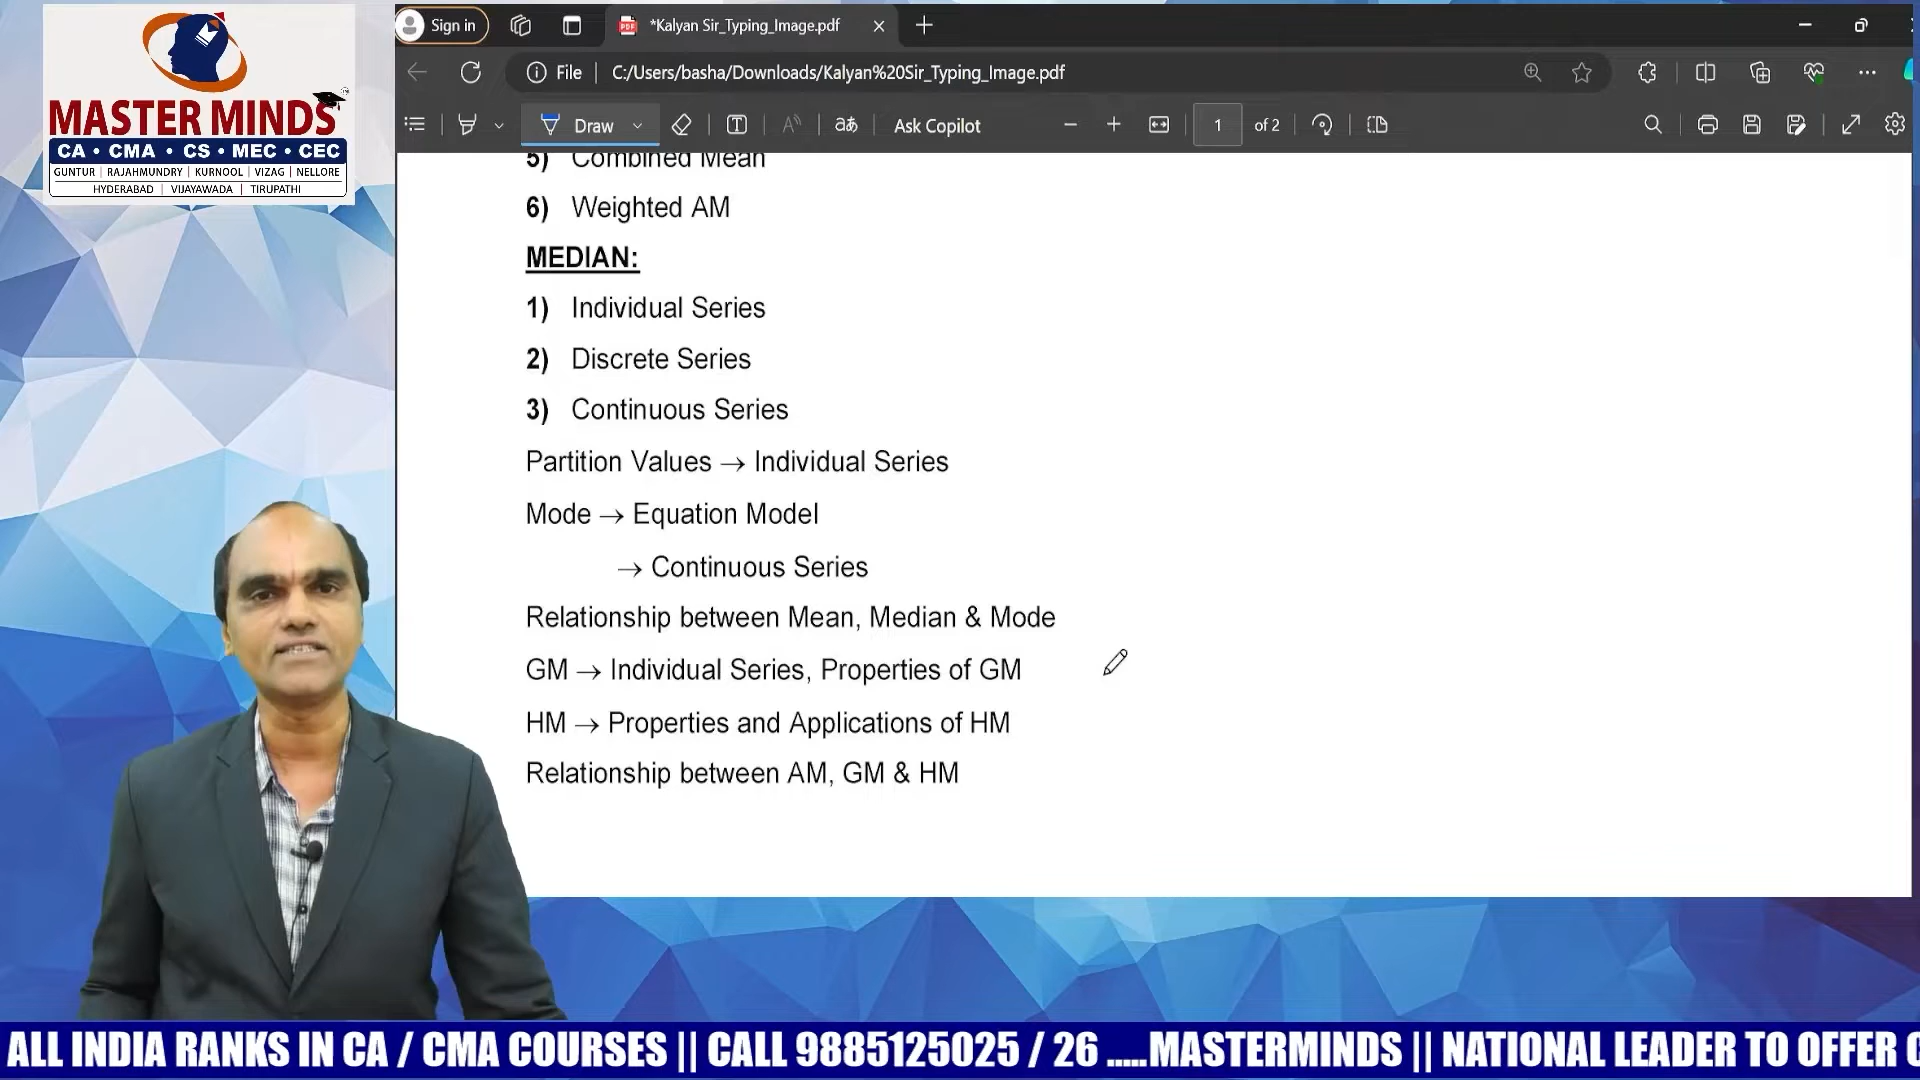 MASTER MINDS
CA • CMA • CS • MEC • CEC
GUNTUR | RAJAHMUNDRY | KURNOOL | VIZAG | NELLORE
HYDERABAD | VIJAYAWADA | TIRUPATHI
Sign in
*Kalyan Sir_Typing_Image.pdf
File | C:/Users/basha/Downloads/Kalyan%20Sir_Typing_Image.pdf
Draw
Ask Copilot
1 of 2
5) Combined Mean
6) Weighted AM
MEDIAN:
1) Individual Series
2) Discrete Series
3) Continuous Series
Partition Values → Individual Series
Mode → Equation Model
→ Continuous Series
Relationship between Mean, Median & Mode
GM → Individual Series, Properties of GM
HM → Properties and Applications of HM
Relationship between AM, GM & HM
ALL INDIA RANKS IN CA / CMA COURSES || CALL 9885125025 / 26 .....MASTERMINDS || NATIONAL LEADER TO OFFER